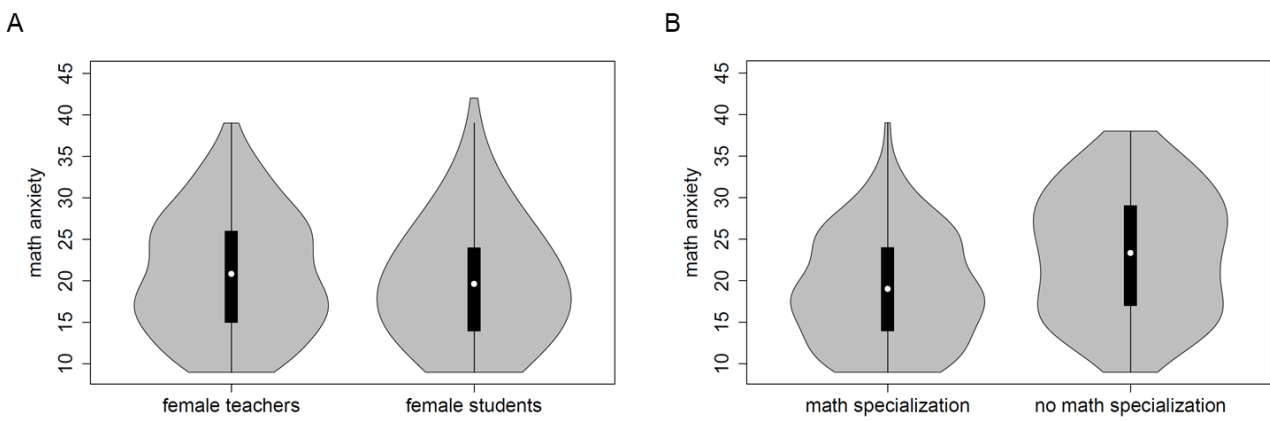 A
B
math anxiety
45
40
35
30
25
20
15
10
female teachers
female students
math anxiety
45
40
35
30
25
20
15
10
math specialization
no math specialization